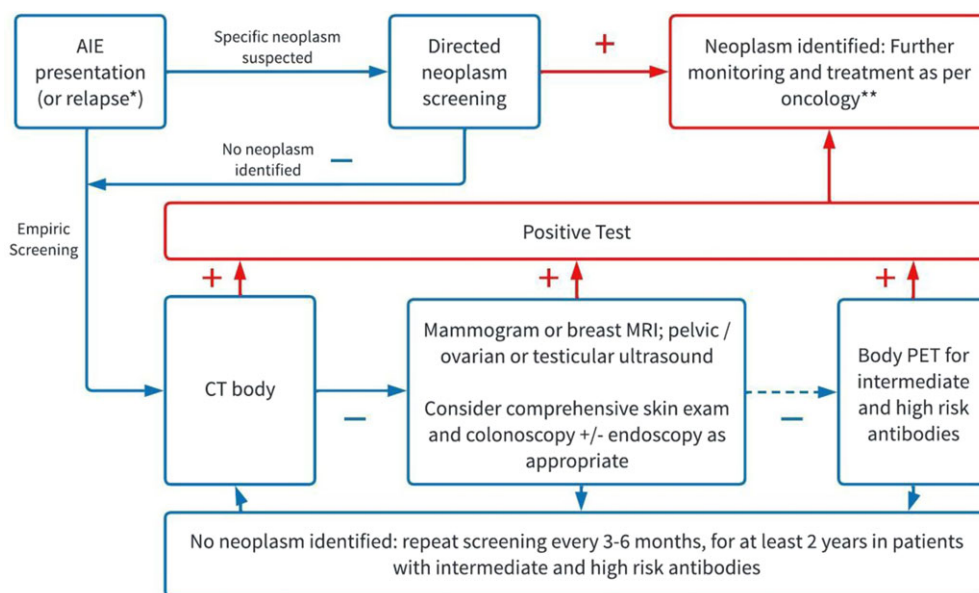 AIE
presentation
(or relapse*)
Specific neoplasm
suspected
Directed
neoplasm
screening
+
Neoplasm identified: Further
monitoring and treatment as per
oncology**
No neoplasm
identified
−
Empiric
Screening
Positive Test
+
+
+
CT body
−
Mammogram or breast MRI; pelvic /
ovarian or testicular ultrasound
Consider comprehensive skin exam
and colonoscopy +/- endoscopy as
appropriate
−
Body PET for
intermediate
and high risk
antibodies
No neoplasm identified: repeat screening every 3-6 months, for at least 2 years in patients
with intermediate and high risk antibodies